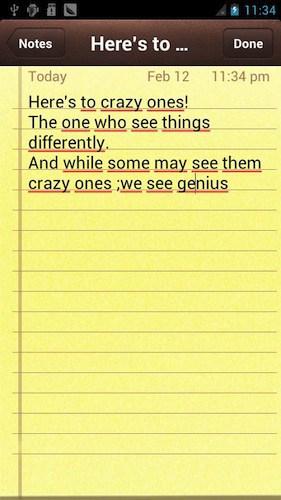 11:34
Notes
Here's to ...
Done
Today
Feb 12
11:34 pm
Here's to crazy ones!
The one who see things
differently.
And while some may see them
crazy ones ;we see genius